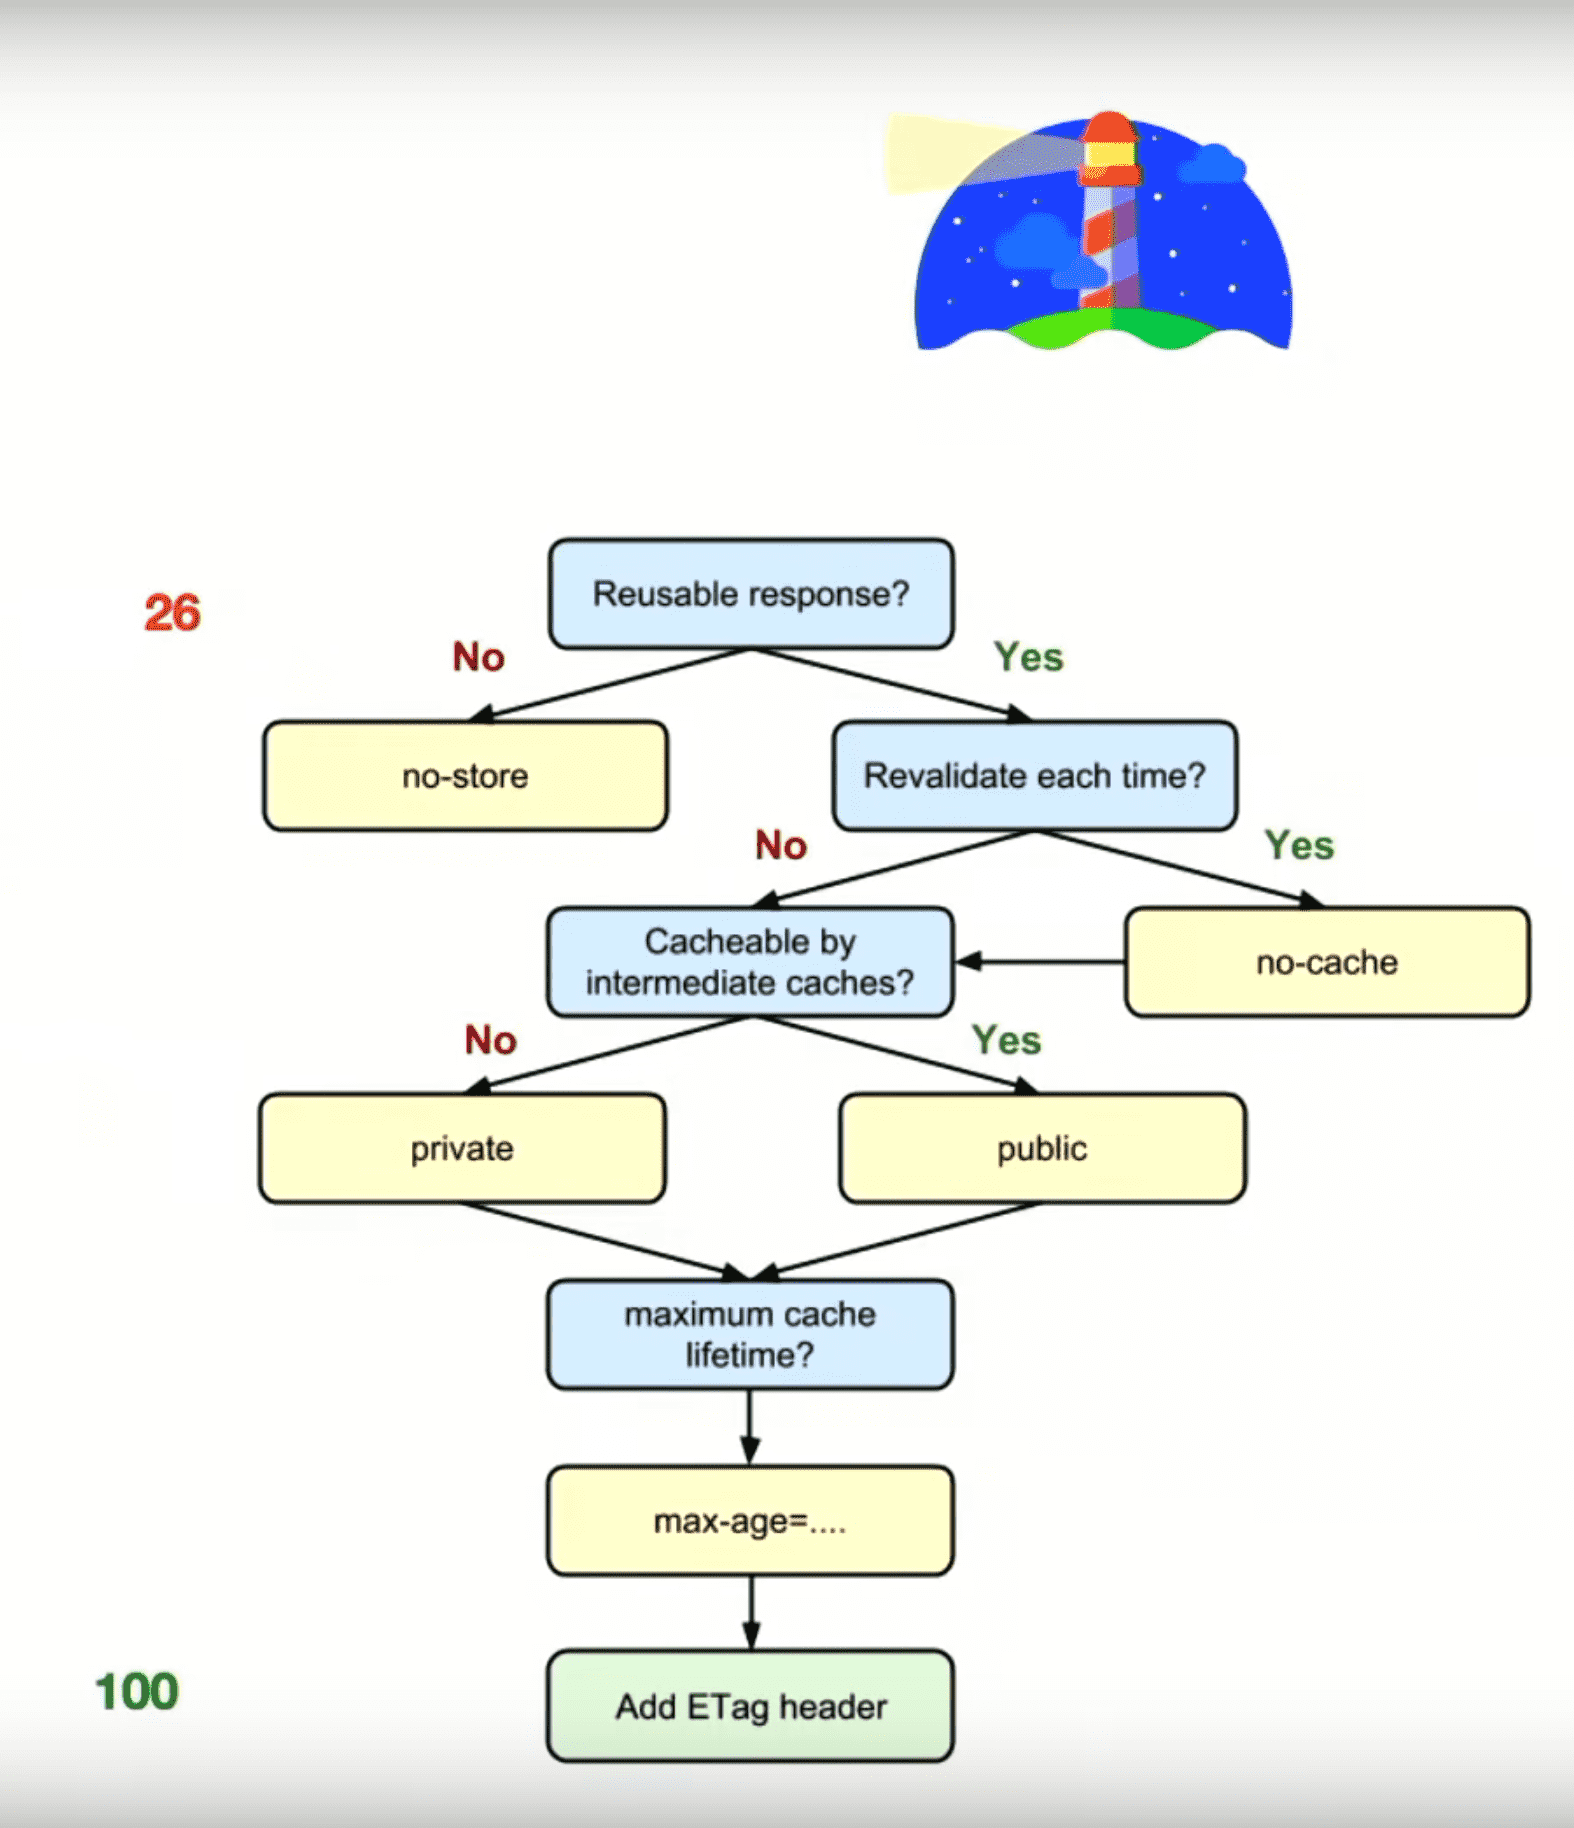 26
Reusable response?
No
Yes
no-store
Revalidate each time?
No
Yes
Cacheable by
intermediate caches?
no-cache
No
Yes
private
public
maximum cache
lifetime?
max-age=....
100
Add ETag header